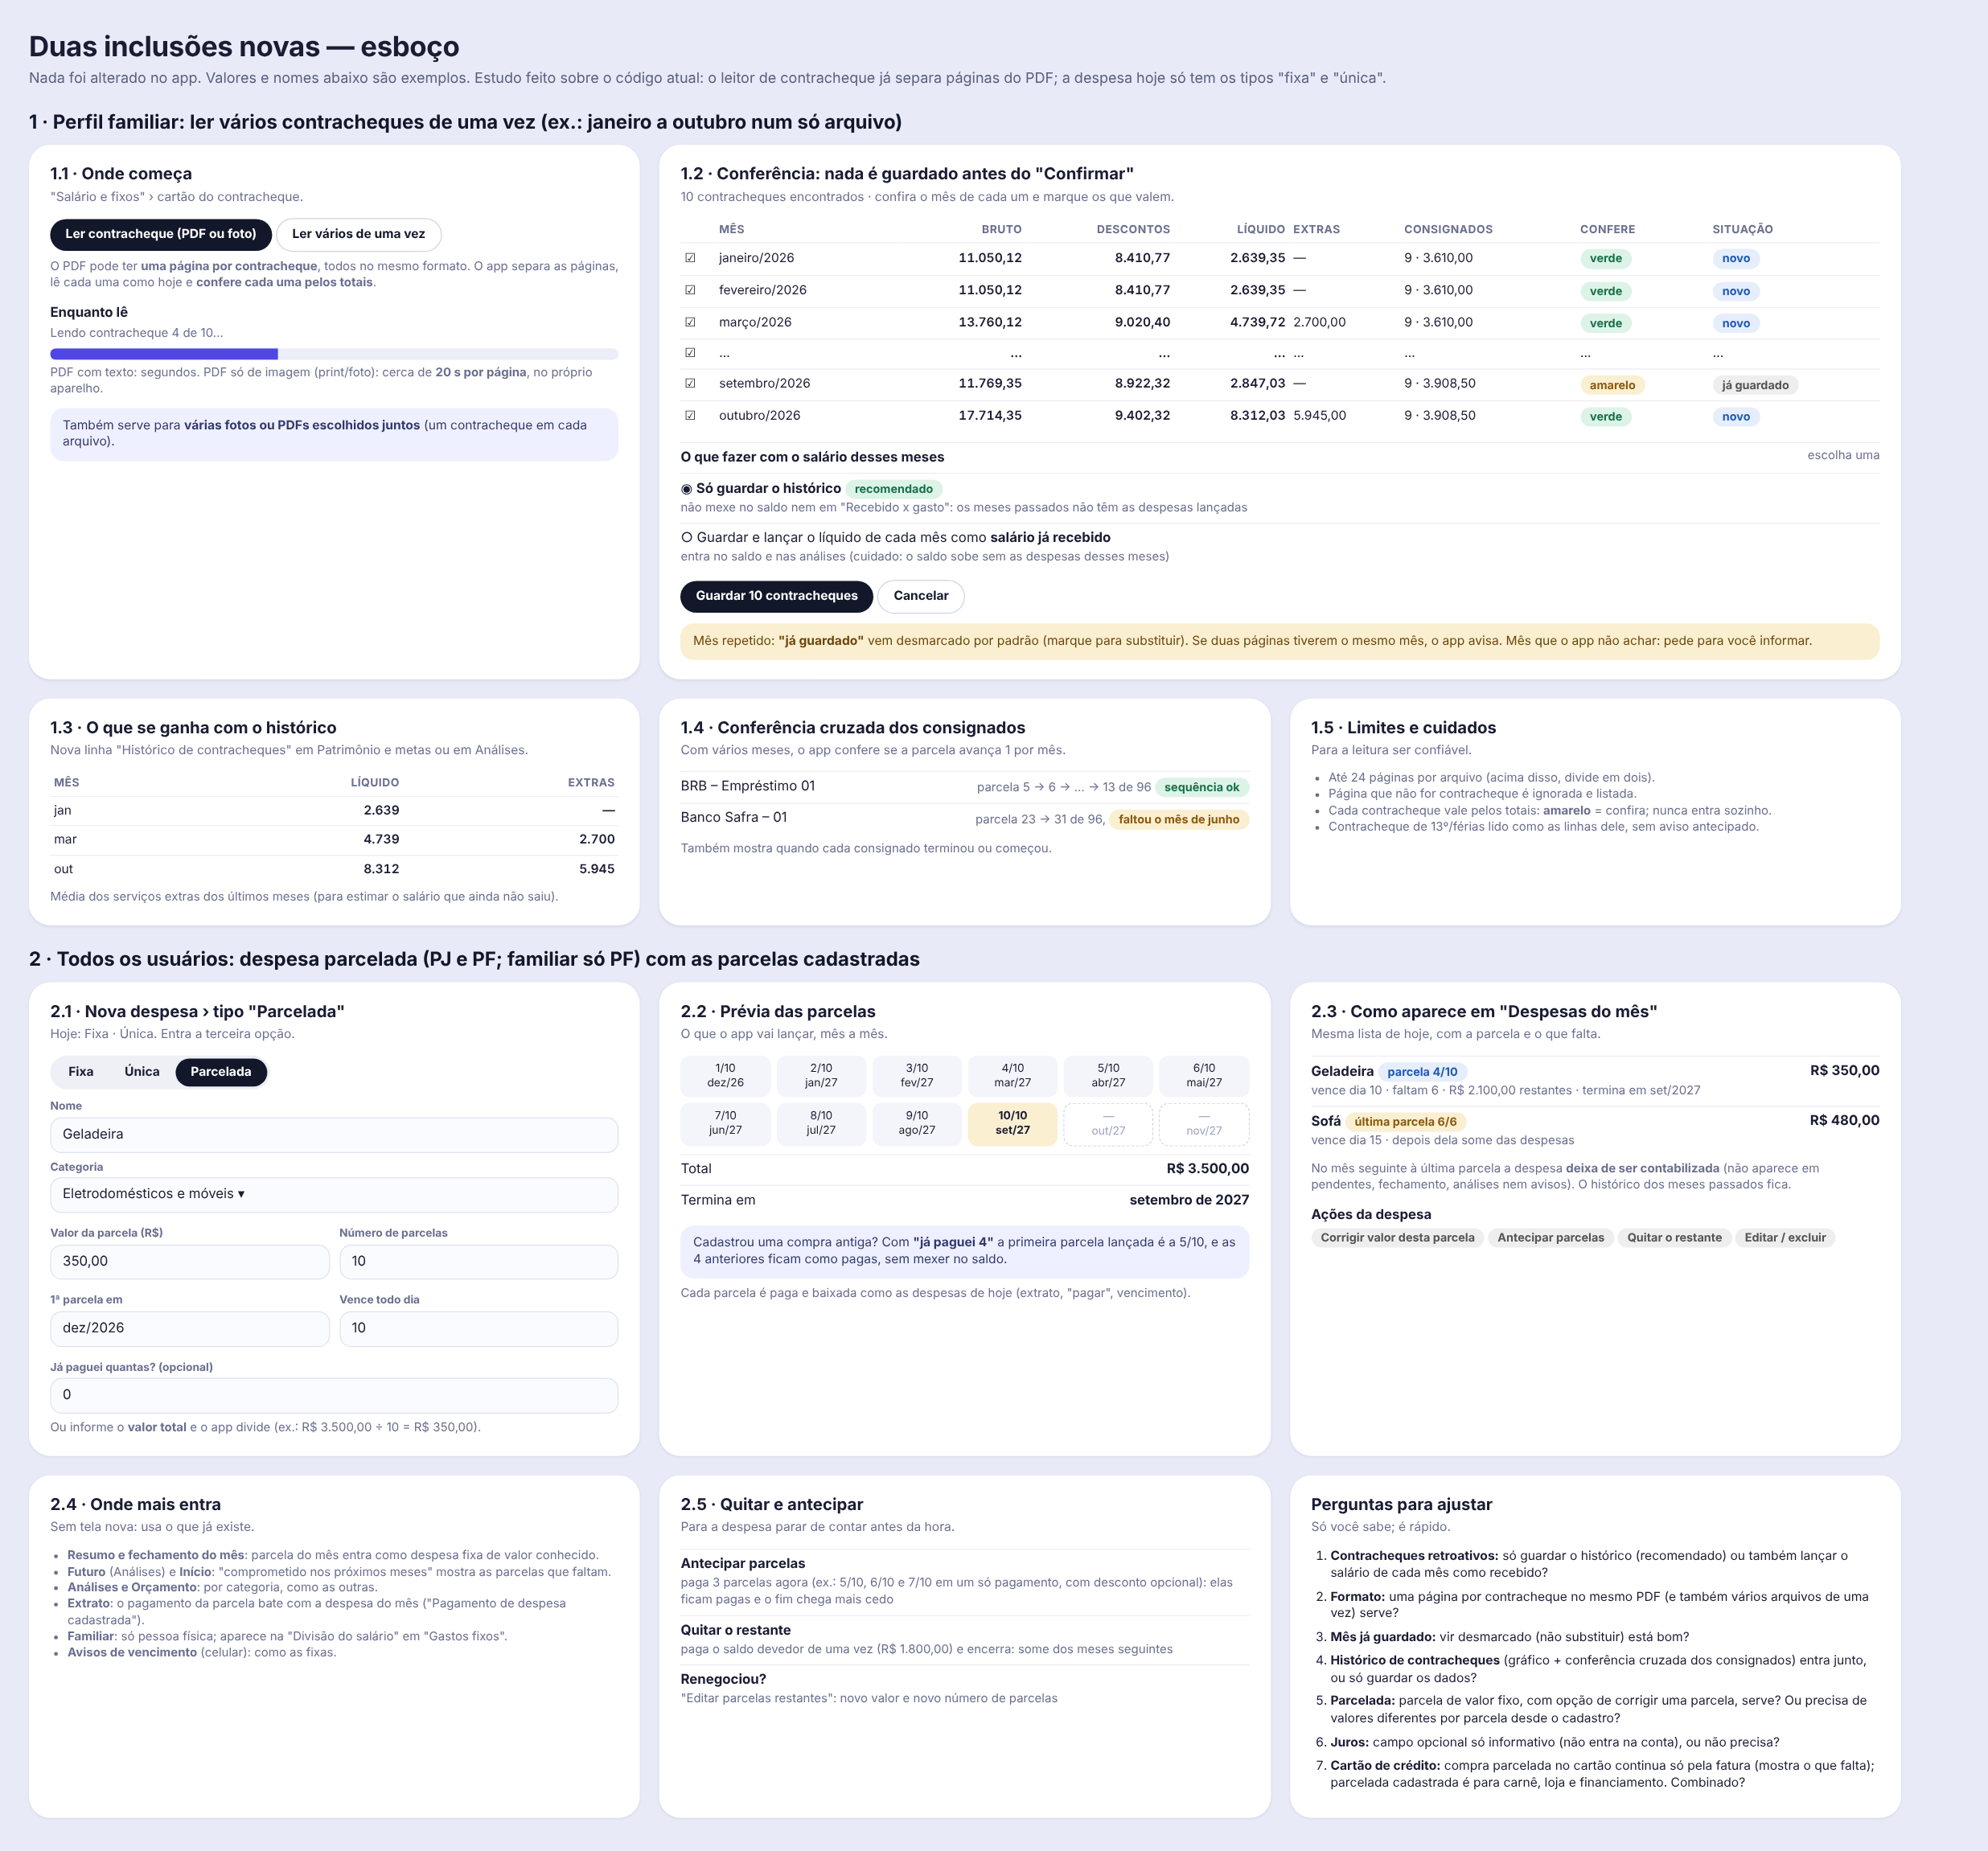 Duas inclusões novas — esboço
Nada foi alterado no app. Valores e nomes abaixo são exemplos. Estudo feito sobre o código atual: o leitor de contracheque já separa páginas do PDF; a despesa hoje só tem os tipos "fixa" e "única".
1 · Perfil familiar: ler vários contracheques de uma vez (ex.: janeiro a outubro num só arquivo)
1.1 · Onde começa
"Salário e fixos" › cartão do contracheque.
Ler contracheque (PDF ou foto) Ler vários de uma vez
O PDF pode ter uma página por contracheque, todos no mesmo formato. O app separa as páginas,
lê cada uma como hoje e confere cada uma pelos totais.
Enquanto lê
Lendo contracheque 4 de 10...
PDF com texto: segundos. PDF só de imagem (print/foto): cerca de 20 s por página, no próprio
aparelho.
Também serve para várias fotos ou PDFs escolhidos juntos (um contracheque em cada
arquivo).
1.2 · Conferência: nada é guardado antes do "Confirmar"
10 contracheques encontrados · confira o mês de cada um e marque os que valem.
MÊS BRUTO DESCONTOS LÍQUIDO EXTRAS CONSIGNADOS CONFERE SITUAÇÃO
☑ janeiro/2026 11.050,12 8.410,77 2.639,35 — 9 · 3.610,00 verde novo
☑ fevereiro/2026 11.050,12 8.410,77 2.639,35 — 9 · 3.610,00 verde novo
☑ março/2026 13.760,12 9.020,40 4.739,72 2.700,00 9 · 3.610,00 verde novo
☑ ... ... ... ... ... ... ... ...
☑ setembro/2026 11.769,35 8.922,32 2.847,03 — 9 · 3.908,50 amarelo já guardado
☑ outubro/2026 17.714,35 9.402,32 8.312,03 5.945,00 9 · 3.908,50 verde novo
O que fazer com o salário desses meses escolha uma
◉ Só guardar o histórico recomendado
não mexe no saldo nem em "Recebido x gasto": os meses passados não têm as despesas lançadas
○ Guardar e lançar o líquido de cada mês como salário já recebido
entra no saldo e nas análises (cuidado: o saldo sobe sem as despesas desses meses)
Guardar 10 contracheques Cancelar
Mês repetido: "já guardado" vem desmarcado por padrão (marque para substituir). Se duas páginas tiverem o mesmo mês, o app avisa. Mês que o app não achar: pede para você informar.
1.3 · O que se ganha com o histórico
Nova linha "Histórico de contracheques" em Patrimônio e metas ou em Análises.
MÊS LÍQUIDO EXTRAS
jan 2.639 —
mar 4.739 2.700
out 8.312 5.945
Média dos serviços extras dos últimos meses (para estimar o salário que ainda não saiu).
1.4 · Conferência cruzada dos consignados
Com vários meses, o app confere se a parcela avança 1 por mês.
BRB – Empréstimo 01 parcela 5 → 6 → ... → 13 de 96 sequência ok
Banco Safra – 01 parcela 23 → 31 de 96, faltou o mês de junho
Também mostra quando cada consignado terminou ou começou.
1.5 · Limites e cuidados
Para a leitura ser confiável.
• Até 24 páginas por arquivo (acima disso, divide em dois).
• Página que não for contracheque é ignorada e listada.
• Cada contracheque vale pelos totais: amarelo = confira; nunca entra sozinho.
• Contracheque de 13º/férias lido como as linhas dele, sem aviso antecipado.
2 · Todos os usuários: despesa parcelada (PJ e PF; familiar só PF) com as parcelas cadastradas
2.1 · Nova despesa › tipo "Parcelada"
Hoje: Fixa · Única. Entra a terceira opção.
Fixa Única Parcelada
Nome
Geladeira
Categoria
Eletrodomésticos e móveis ▾
Valor da parcela (R$) Número de parcelas
350,00 10
1ª parcela em Vence todo dia
dez/2026 10
Já paguei quantas? (opcional)
0
Ou informe o valor total e o app divide (ex.: R$ 3.500,00 ÷ 10 = R$ 350,00).
2.2 · Prévia das parcelas
O que o app vai lançar, mês a mês.
1/10 2/10 3/10 4/10 5/10 6/10
dez/26 jan/27 fev/27 mar/27 abr/27 mai/27
7/10 8/10 9/10 10/10 — —
jun/27 jul/27 ago/27 set/27 out/27 nov/27
Total R$ 3.500,00
Termina em setembro de 2027
Cadastrou uma compra antiga? Com "já paguei 4" a primeira parcela lançada é a 5/10, e as
4 anteriores ficam como pagas, sem mexer no saldo.
Cada parcela é paga e baixada como as despesas de hoje (extrato, "pagar", vencimento).
2.3 · Como aparece em "Despesas do mês"
Mesma lista de hoje, com a parcela e o que falta.
Geladeira parcela 4/10 R$ 350,00
vence dia 10 · faltam 6 · R$ 2.100,00 restantes · termina em set/2027
Sofá última parcela 6/6 R$ 480,00
vence dia 15 · depois dela some das despesas
No mês seguinte à última parcela a despesa deixa de ser contabilizada (não aparece em
pendentes, fechamento, análises nem avisos). O histórico dos meses passados fica.
Ações da despesa
Corrigir valor desta parcela Antecipar parcelas Quitar o restante Editar / excluir
2.4 · Onde mais entra
Sem tela nova: usa o que já existe.
• Resumo e fechamento do mês: parcela do mês entra como despesa fixa de valor conhecido.
• Futuro (Análises) e Início: "comprometido nos próximos meses" mostra as parcelas que faltam.
• Análises e Orçamento: por categoria, como as outras.
• Extrato: o pagamento da parcela bate com a despesa do mês ("Pagamento de despesa
cadastrada").
• Familiar: só pessoa física; aparece na "Divisão do salário" em "Gastos fixos".
• Avisos de vencimento (celular): como as fixas.
2.5 · Quitar e antecipar
Para a despesa parar de contar antes da hora.
Antecipar parcelas
paga 3 parcelas agora (ex.: 5/10, 6/10 e 7/10 em um só pagamento, com desconto opcional): elas
ficam pagas e o fim chega mais cedo
Quitar o restante
paga o saldo devedor de uma vez (R$ 1.800,00) e encerra: some dos meses seguintes
Renegociou?
"Editar parcelas restantes": novo valor e novo número de parcelas
Perguntas para ajustar
Só você sabe; é rápido.
1. Contracheques retroativos: só guardar o histórico (recomendado) ou também lançar o
salário de cada mês como recebido?
2. Formato: uma página por contracheque no mesmo PDF (e também vários arquivos de uma
vez) serve?
3. Mês já guardado: vir desmarcado (não substituir) está bom?
4. Histórico de contracheques (gráfico + conferência cruzada dos consignados) entra junto,
ou só guardar os dados?
5. Parcelada: parcela de valor fixo, com opção de corrigir uma parcela, serve? Ou precisa de
valores diferentes por parcela desde o cadastro?
6. Juros: campo opcional só informativo (não entra na conta), ou não precisa?
7. Cartão de crédito: compra parcelada no cartão continua só pela fatura (mostra o que falta);
parcelada cadastrada é para carnê, loja e financiamento. Combinado?